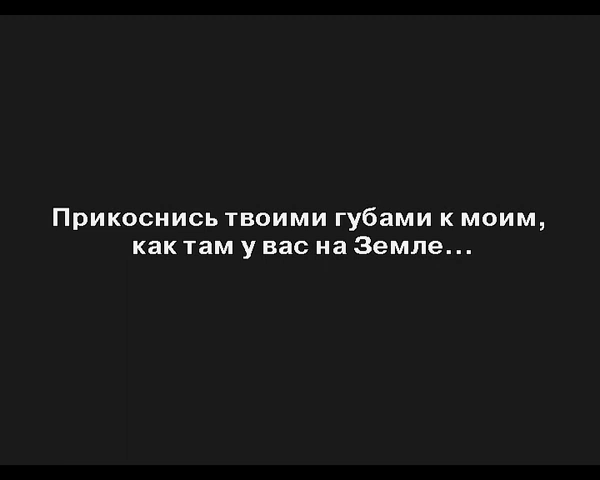 Прикоснись твоими губами к моим,
как там у вас на Земле...